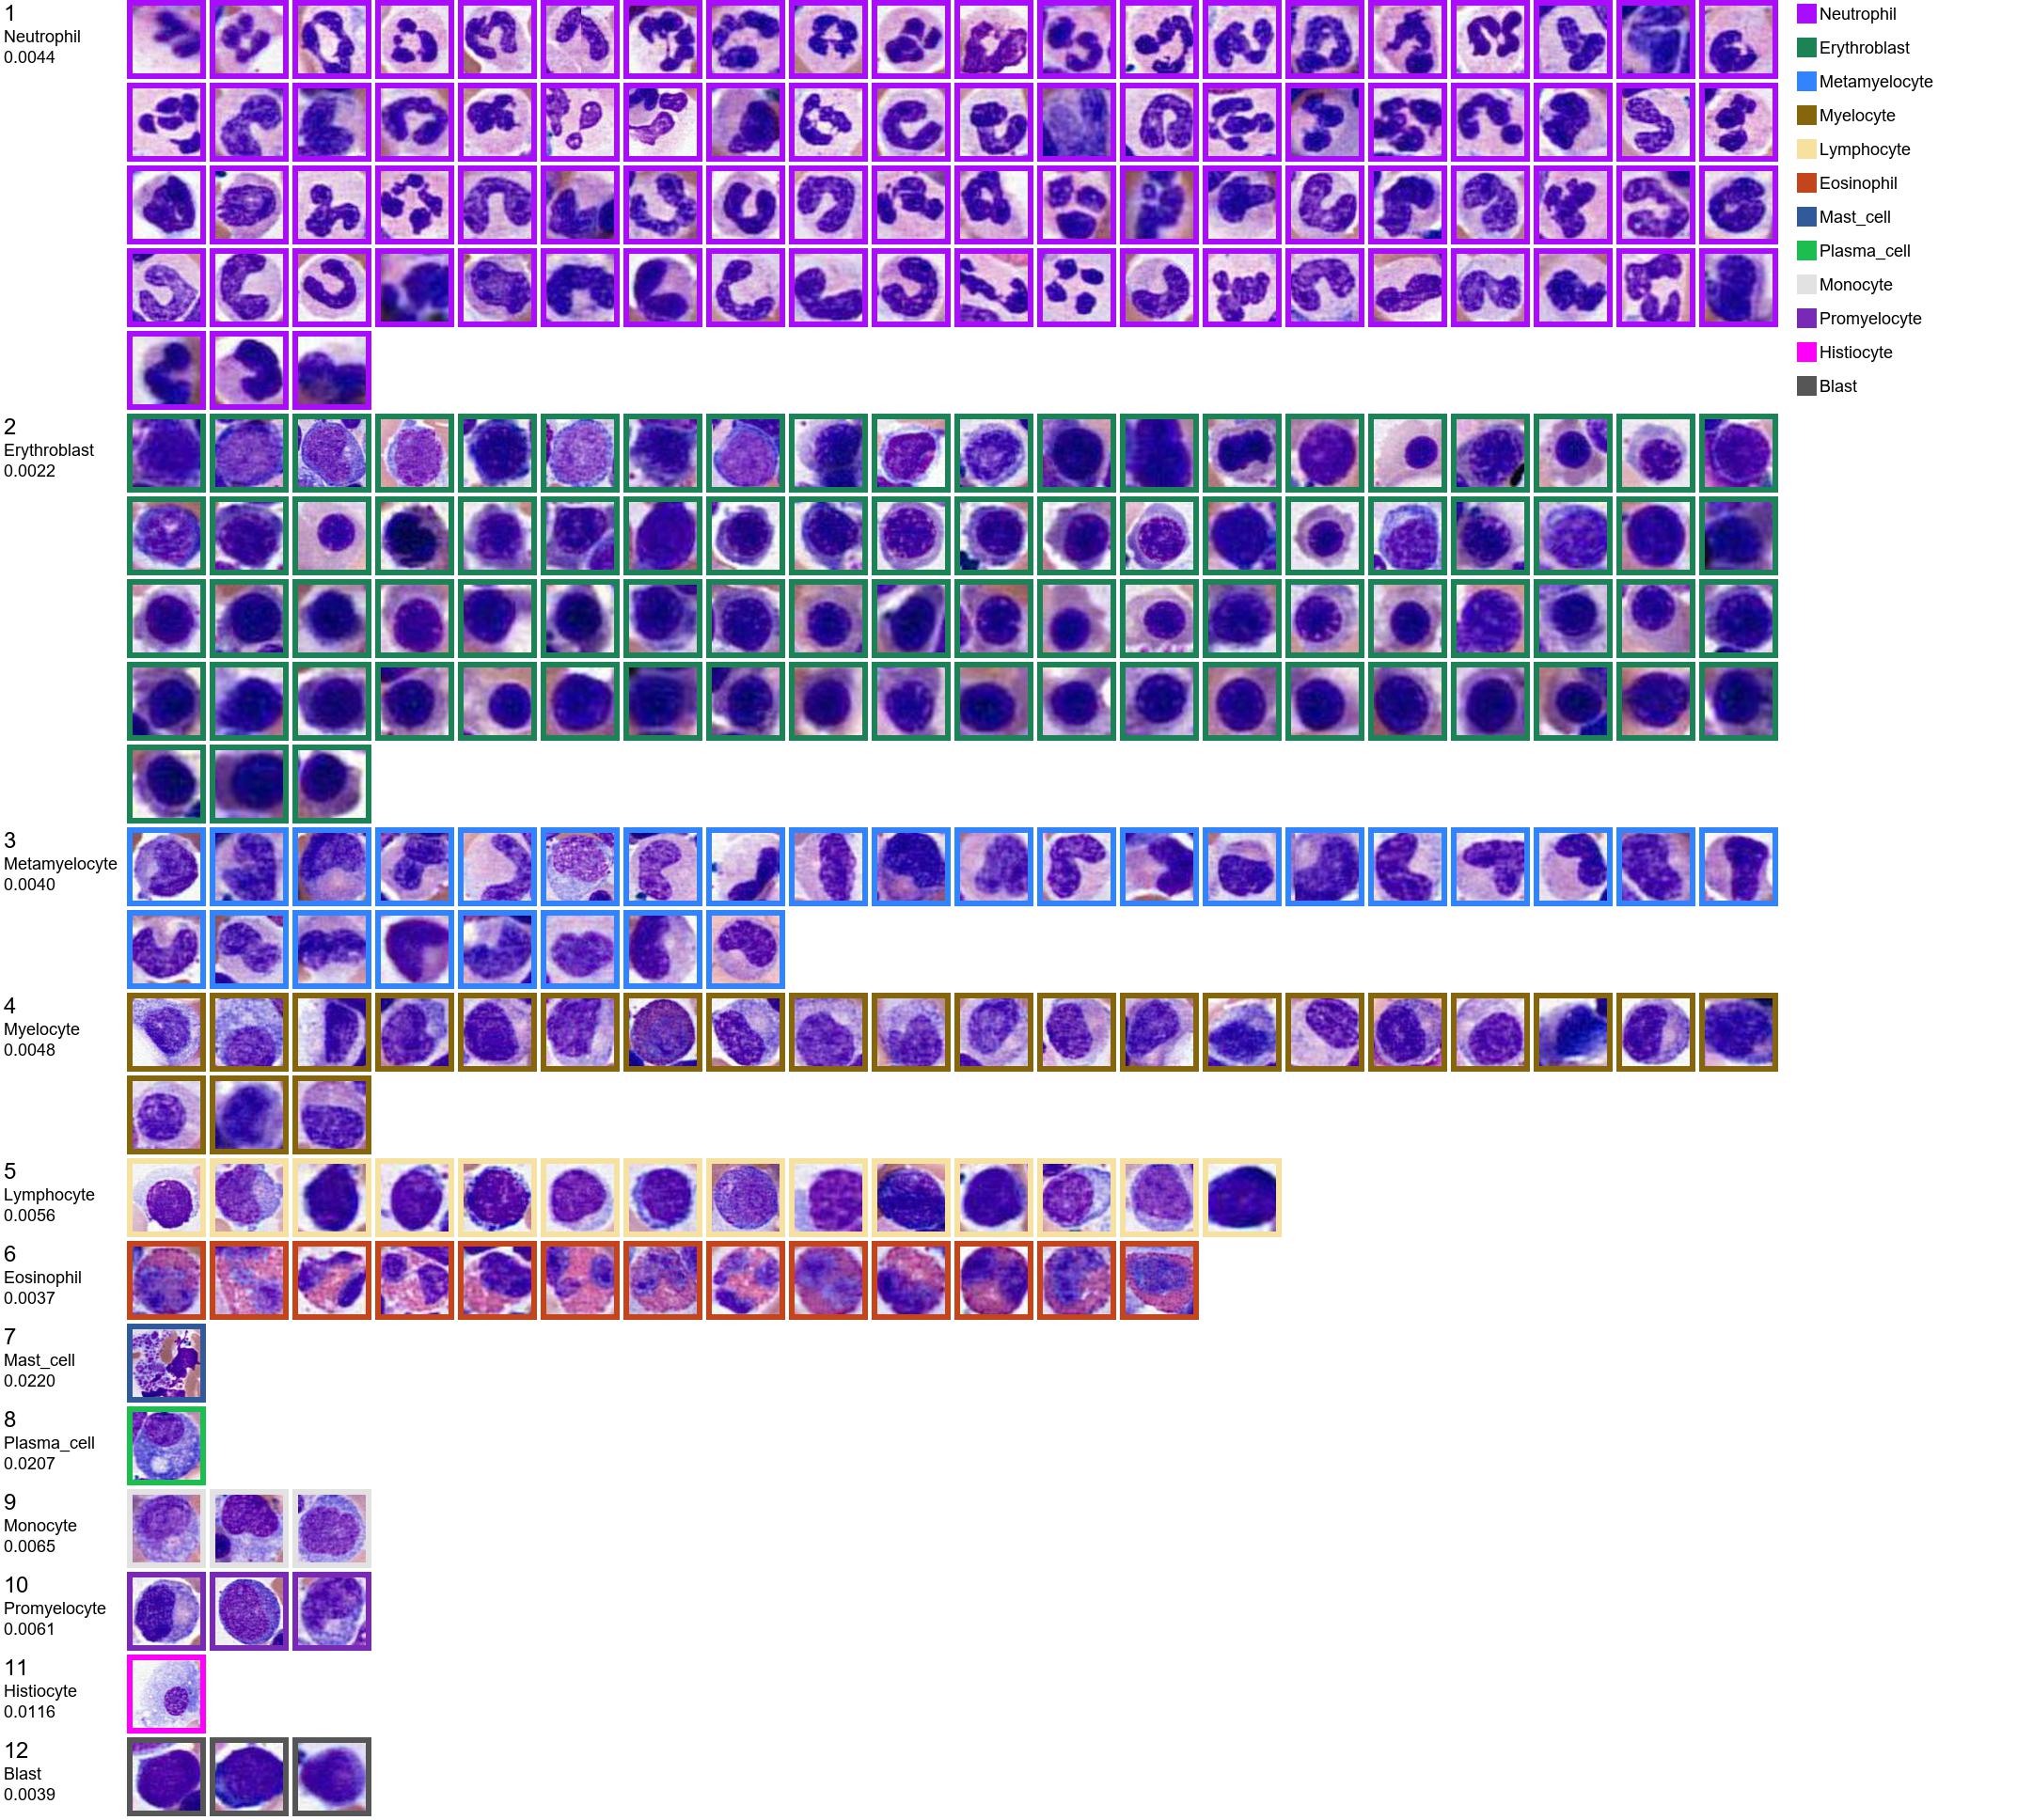 1
Neutrophil
0.0044
Neutrophil
Erythroblast
Metamyelocyte
Myelocyte
Lymphocyte
Eosinophil
Mast_cell
Plasma_cell
Monocyte
Promyelocyte
Histiocyte
Blast
2
Erythroblast
0.0022
3
Metamyelocyte
0.0040
4
Myelocyte
0.0048
5
Lymphocyte
0.0056
6
Eosinophil
0.0037
7
Mast_cell
0.0220
8
Plasma_cell
0.0207
9
Monocyte
0.0065
10
Promyelocyte
0.0061
11
Histiocyte
0.0116
12
Blast
0.0039